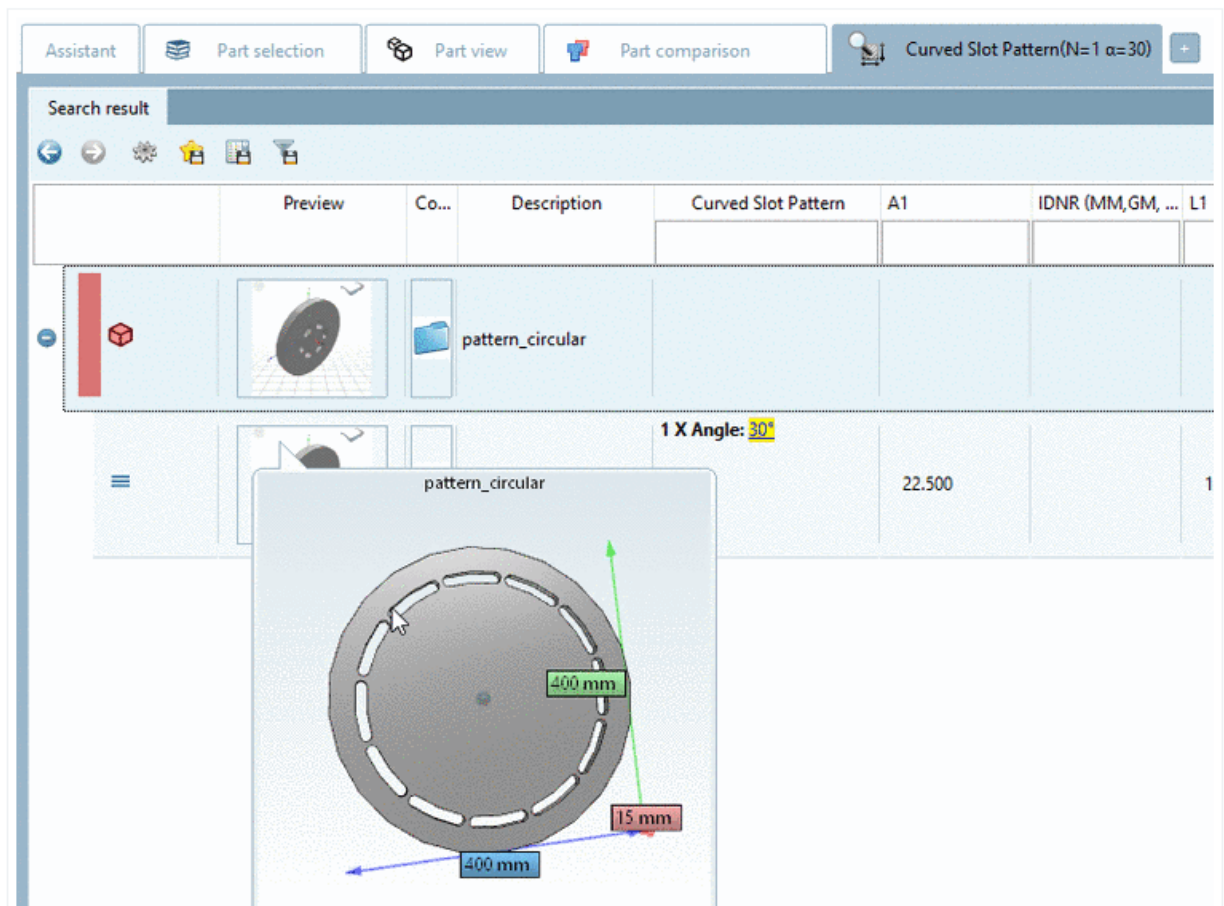 Assistant
Part selection
Part view
Part comparison
Curved Slot Pattern(N=1 α=30)
+
Search result
Preview
Co...
Description
Curved Slot Pattern
A1
IDNR (MM,GM, ...
L1
pattern_circular
1 X Angle: 30°
22.500
1
pattern_circular
400 mm
15 mm
400 mm